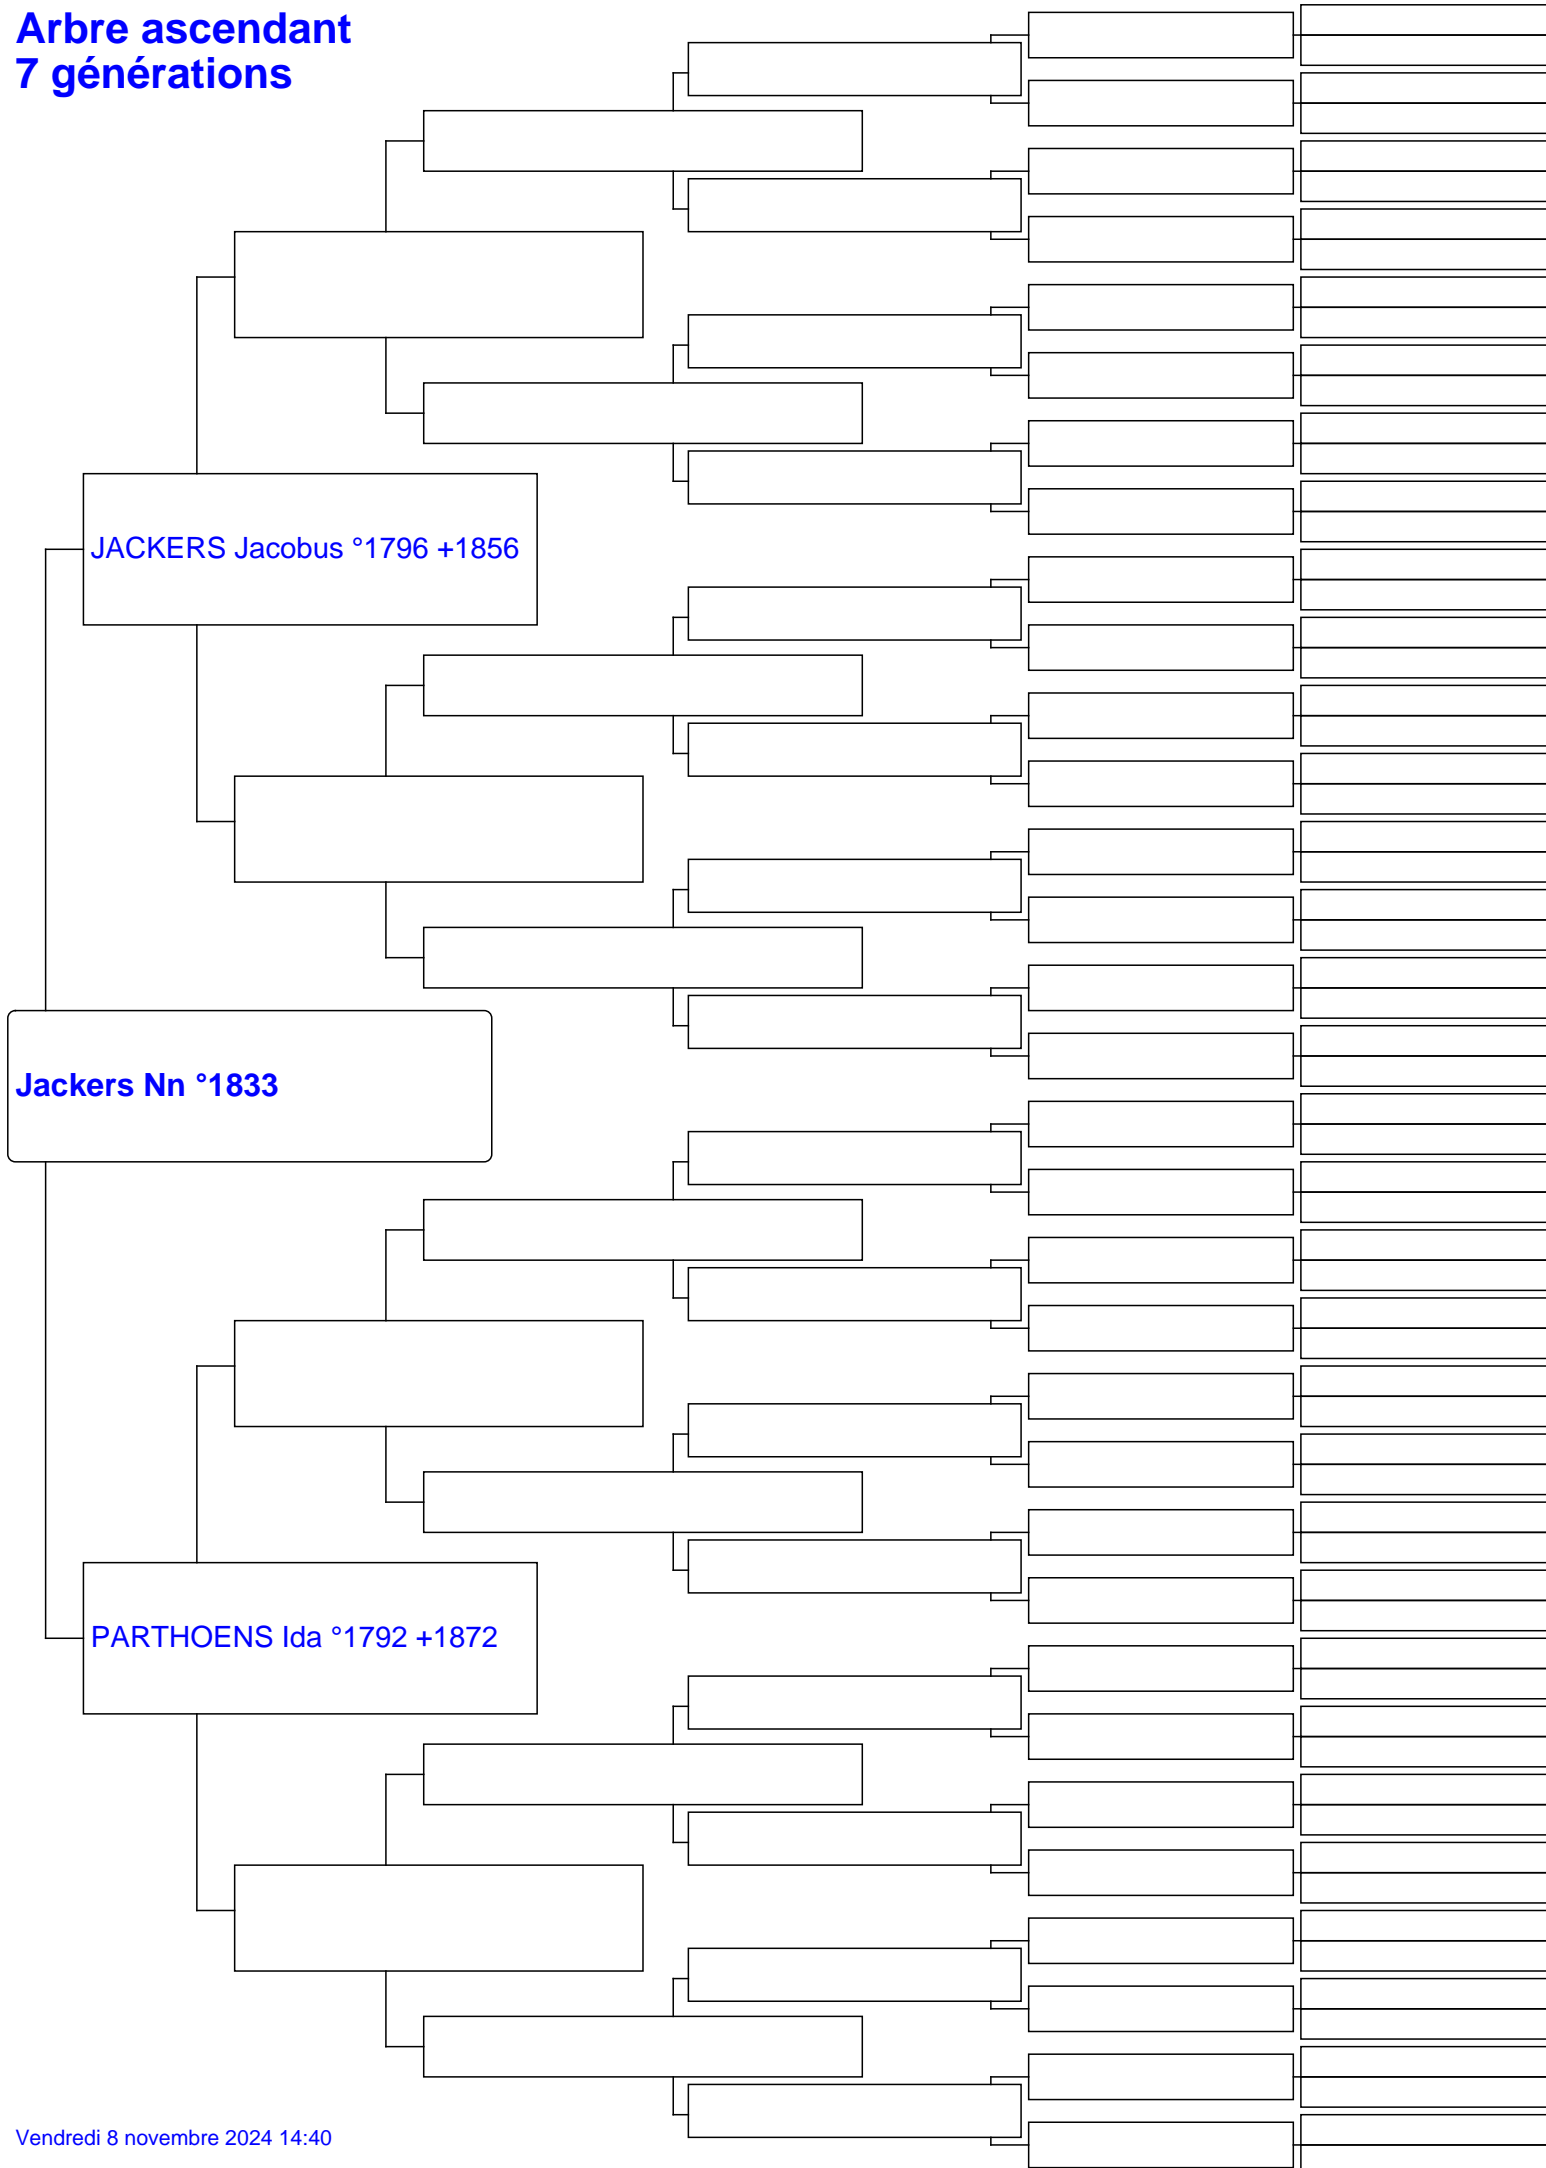 Arbre ascendant
7 générations
JACKERS Jacobus °1796 +1856
Jackers Nn °1833
PARTHOENS Ida °1792 +1872
Vendredi 8 novembre 2024 14:40